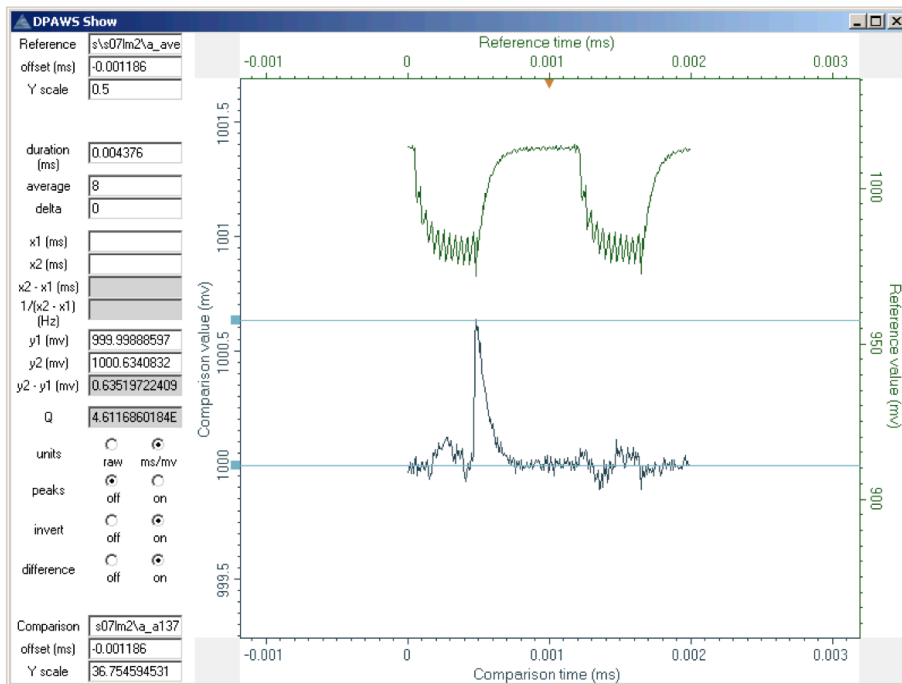 DPAWS Show
Reference s\s07lm2\a_ave
offset (ms) -0.001186
Y scale 0.5
duration
(ms) 0.004376
average 8
delta 0
x1 (ms)
x2 (ms)
x2 - x1 (ms)
1/(x2 - x1)
(Hz)
y1 (mv) 999.99888597
y2 (mv) 1000.6340832
y2 - y1 (mv) 0.63519722409
Q 4.6116860184E
units
raw ms/mv
peaks
off on
invert
off on
difference
off on
Comparison s07lm2\a_a137
offset (ms) -0.001186
Y scale 36.754594531
Reference time (ms)
-0.001 0 0.001 0.002 0.003
Comparison value (mv)
1001.5
1001
1000.5
1000
999.5
Reference value (mv)
1000
950
900
-0.001 0 0.001 0.002 0.003
Comparison time (ms)